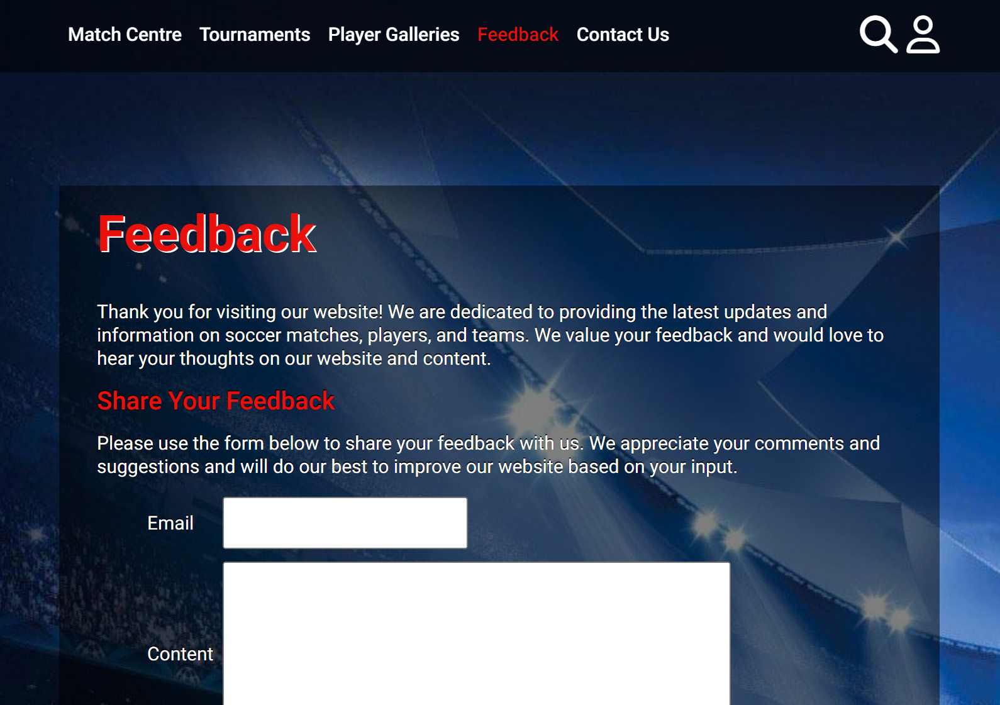 Match Centre Tournaments Player Galleries Feedback Contact Us
Feedback
Thank you for visiting our website! We are dedicated to providing the latest updates and
information on soccer matches, players, and teams. We value your feedback and would love to
hear your thoughts on our website and content.
Share Your Feedback
Please use the form below to share your feedback with us. We appreciate your comments and
suggestions and will do our best to improve our website based on your input.
Email
Content